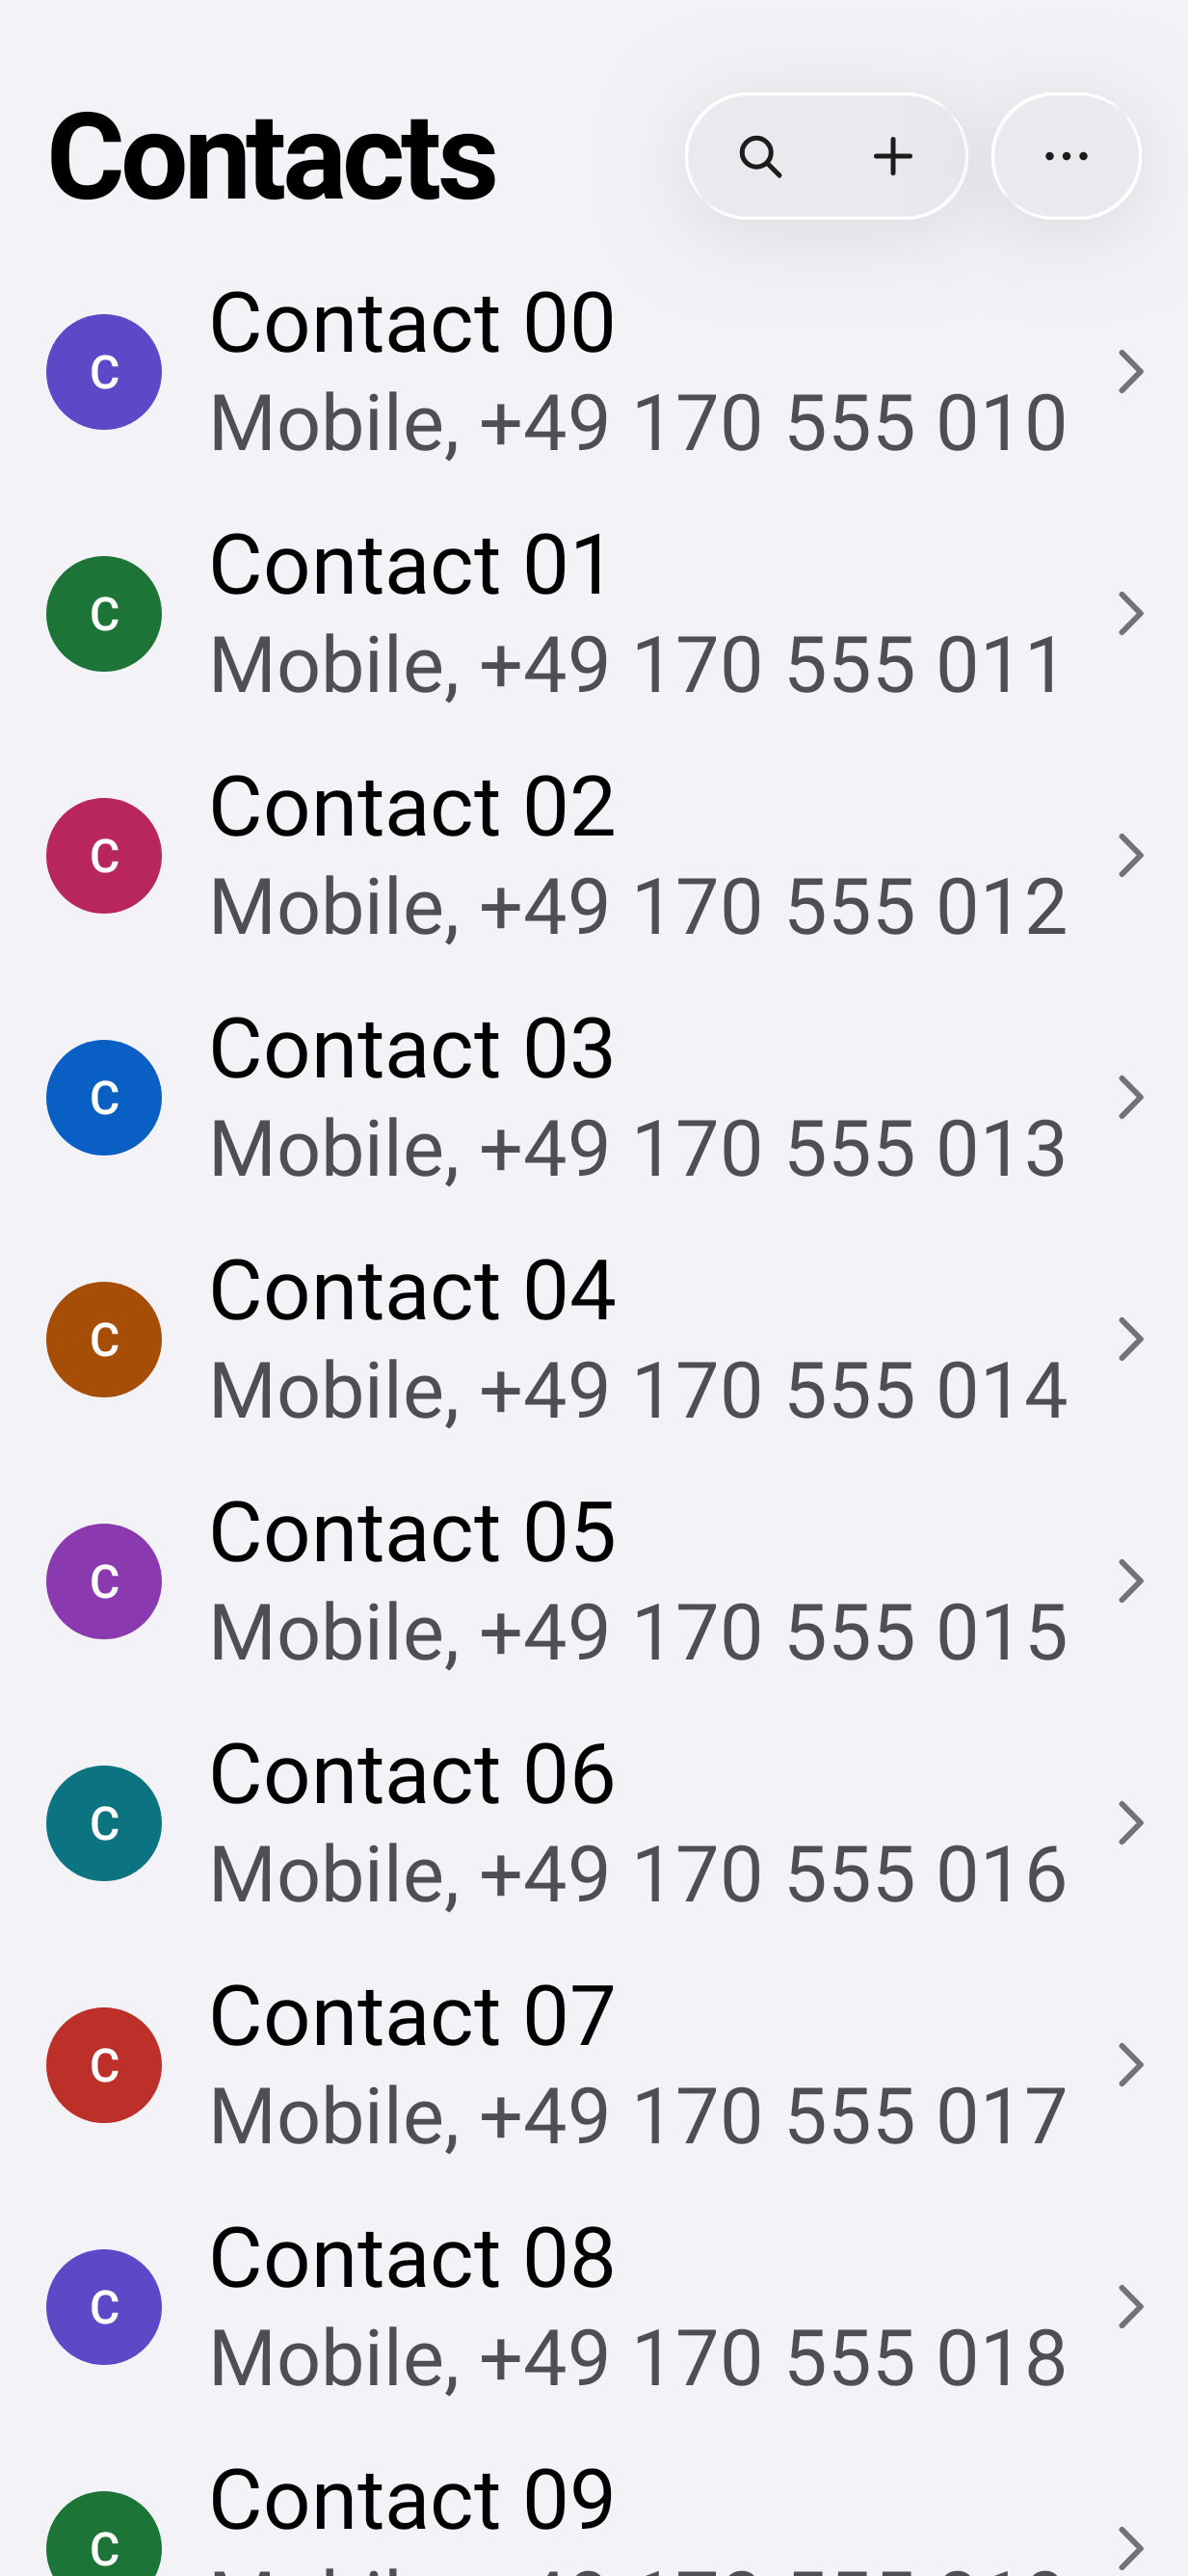 Contacts
C
Contact 00
Mobile, +49 170 555 010
C
Contact 01
Mobile, +49 170 555 011
C
Contact 02
Mobile, +49 170 555 012
C
Contact 03
Mobile, +49 170 555 013
C
Contact 04
Mobile, +49 170 555 014
C
Contact 05
Mobile, +49 170 555 015
C
Contact 06
Mobile, +49 170 555 016
C
Contact 07
Mobile, +49 170 555 017
C
Contact 08
Mobile, +49 170 555 018
C
Contact 09